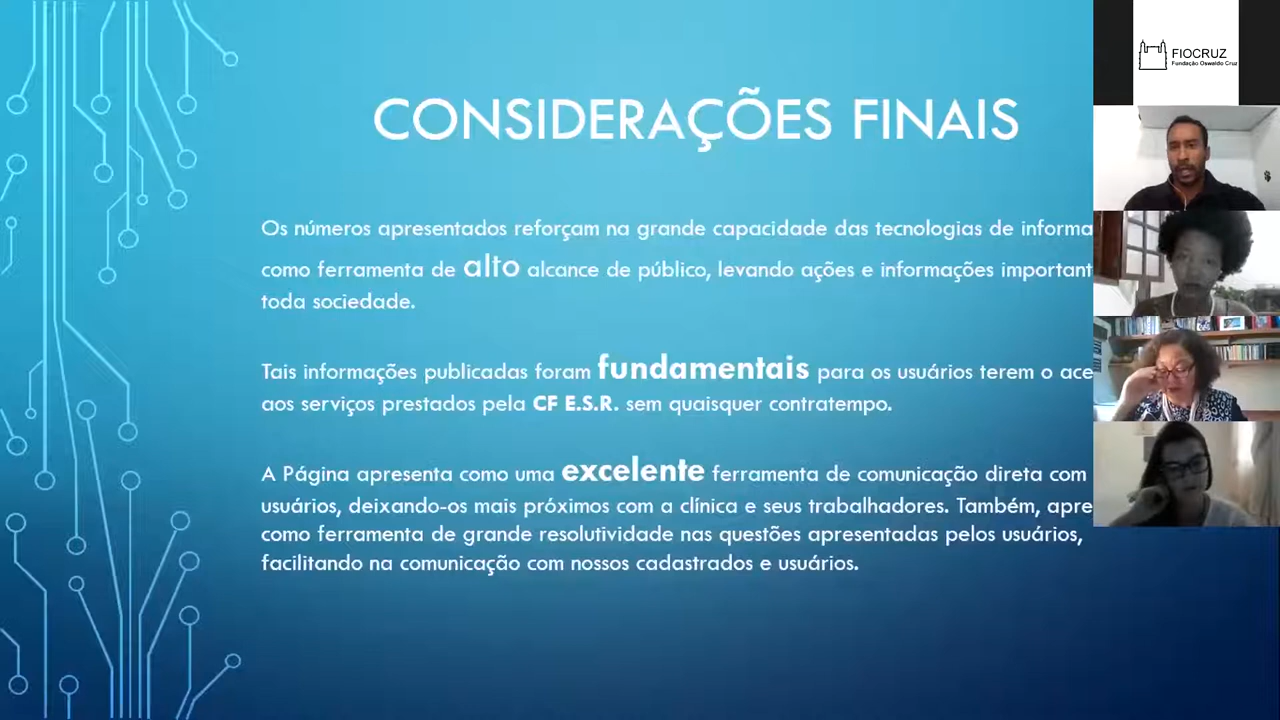 CONSIDERAÇÕES FINAIS
Os números apresentados reforçam na grande capacidade das tecnologias de informa
como ferramenta de alto alcance de público, levando ações e informações important
toda sociedade.
Tais informações publicadas foram fundamentais para os usuários terem o ace
aos serviços prestados pela CF E.S.R. sem quaisquer contratempo.
A Página apresenta como uma excelente ferramenta de comunicação direta com
usuários, deixando-os mais próximos com a clínica e seus trabalhadores. Também, apre
como ferramenta de grande resolutividade nas questões apresentadas pelos usuários,
facilitando na comunicação com nossos cadastrados e usuários.
FIOCRUZ
Fundação Oswaldo Cruz